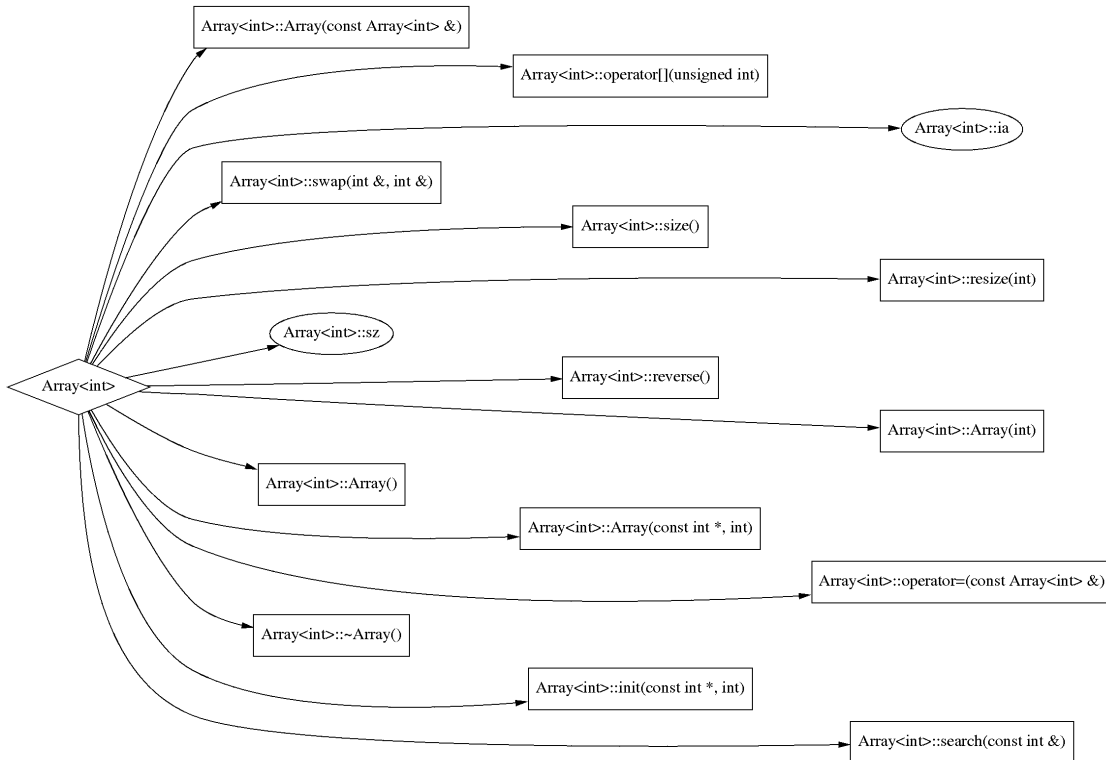 Array<int>::Array(const Array<int> &)
Array<int>::operator[](unsigned int)
Array<int>::ia
Array<int>::swap(int &, int &)
Array<int>::size()
Array<int>::resize(int)
Array<int>::sz
Array<int>
Array<int>::reverse()
Array<int>::Array(int)
Array<int>::Array()
Array<int>::Array(const int *, int)
Array<int>::operator=(const Array<int> &)
Array<int>::~Array()
Array<int>::init(const int *, int)
Array<int>::search(const int &)